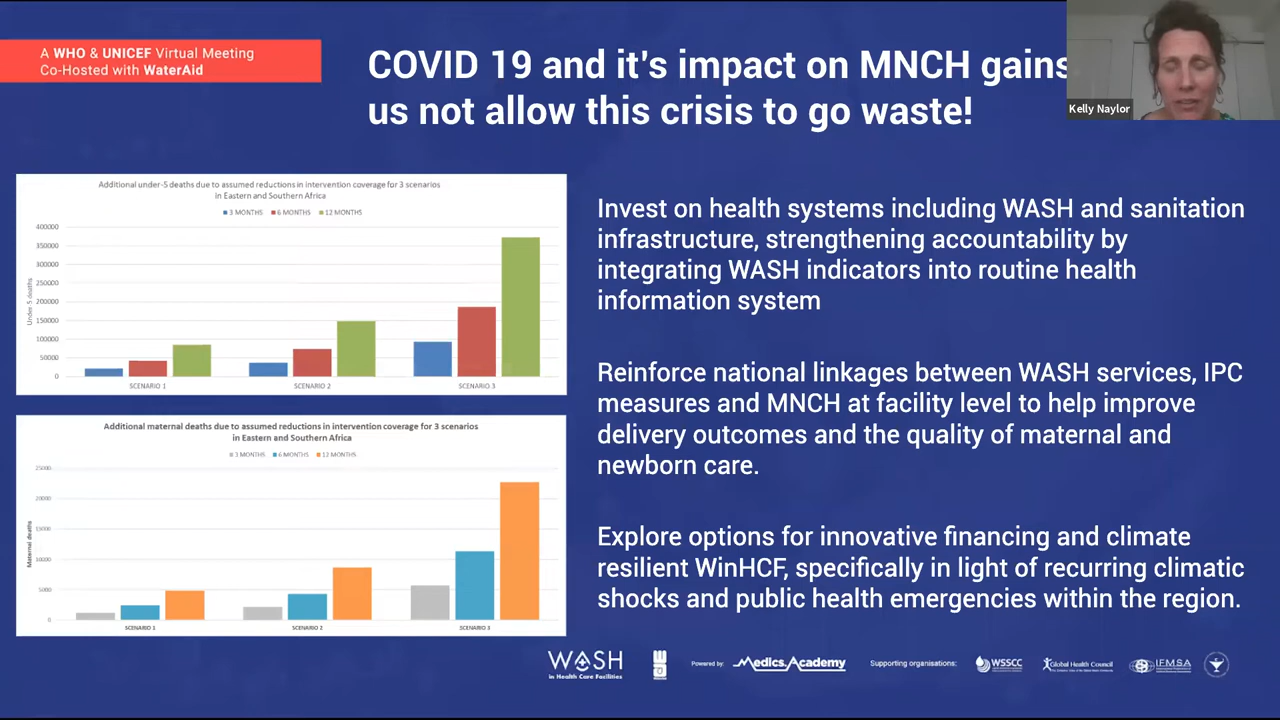 A WHO & UNICEF Virtual Meeting
Co-Hosted with WaterAid
COVID 19 and it's impact on MNCH gains
us not allow this crisis to go waste!
Kelly Naylor
Additional under-5 deaths due to assumed reductions in intervention coverage for 3 scenarios
in Eastern and Southern Africa
3 MONTHS 6 MONTHS 12 MONTHS
Under-5 deaths
400000
350000
300000
250000
200000
150000
100000
50000
0
SCENARIO 1 SCENARIO 2 SCENARIO 3
Additional maternal deaths due to assumed reductions in intervention coverage for 3 scenarios
in Eastern and Southern Africa
3 MONTHS 6 MONTHS 12 MONTHS
Maternal deaths
25000
20000
15000
10000
5000
0
SCENARIO 1 SCENARIO 2 SCENARIO 3
Invest on health systems including WASH and sanitation
infrastructure, strengthening accountability by
integrating WASH indicators into routine health
information system
Reinforce national linkages between WASH services, IPC
measures and MNCH at facility level to help improve
delivery outcomes and the quality of maternal and
newborn care.
Explore options for innovative financing and climate
resilient WinHCF, specifically in light of recurring climatic
shocks and public health emergencies within the region.
WASH
in Health Care Facilities
Powered by:
Medics.Academy
Supporting organisations:
WSSCC
Global Health Council
IFMSA